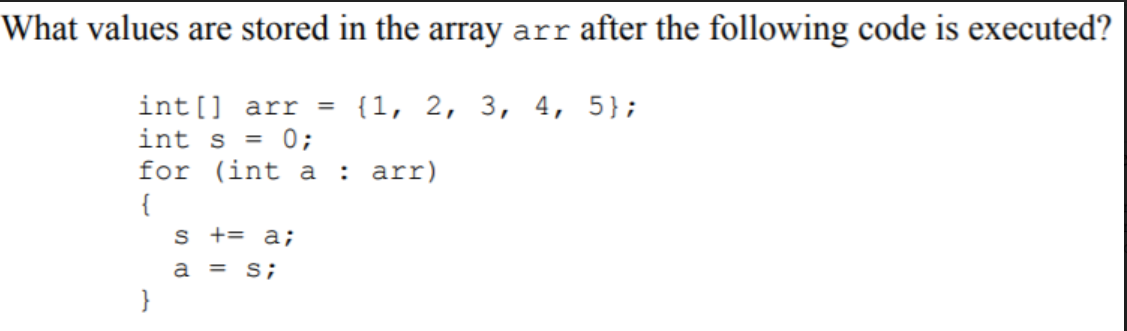 What values are stored in the array arr after the following code is executed?
int[] arr = {1, 2, 3, 4, 5};
int s = 0;
for (int a : arr)
{
s += a;
a = s;
}